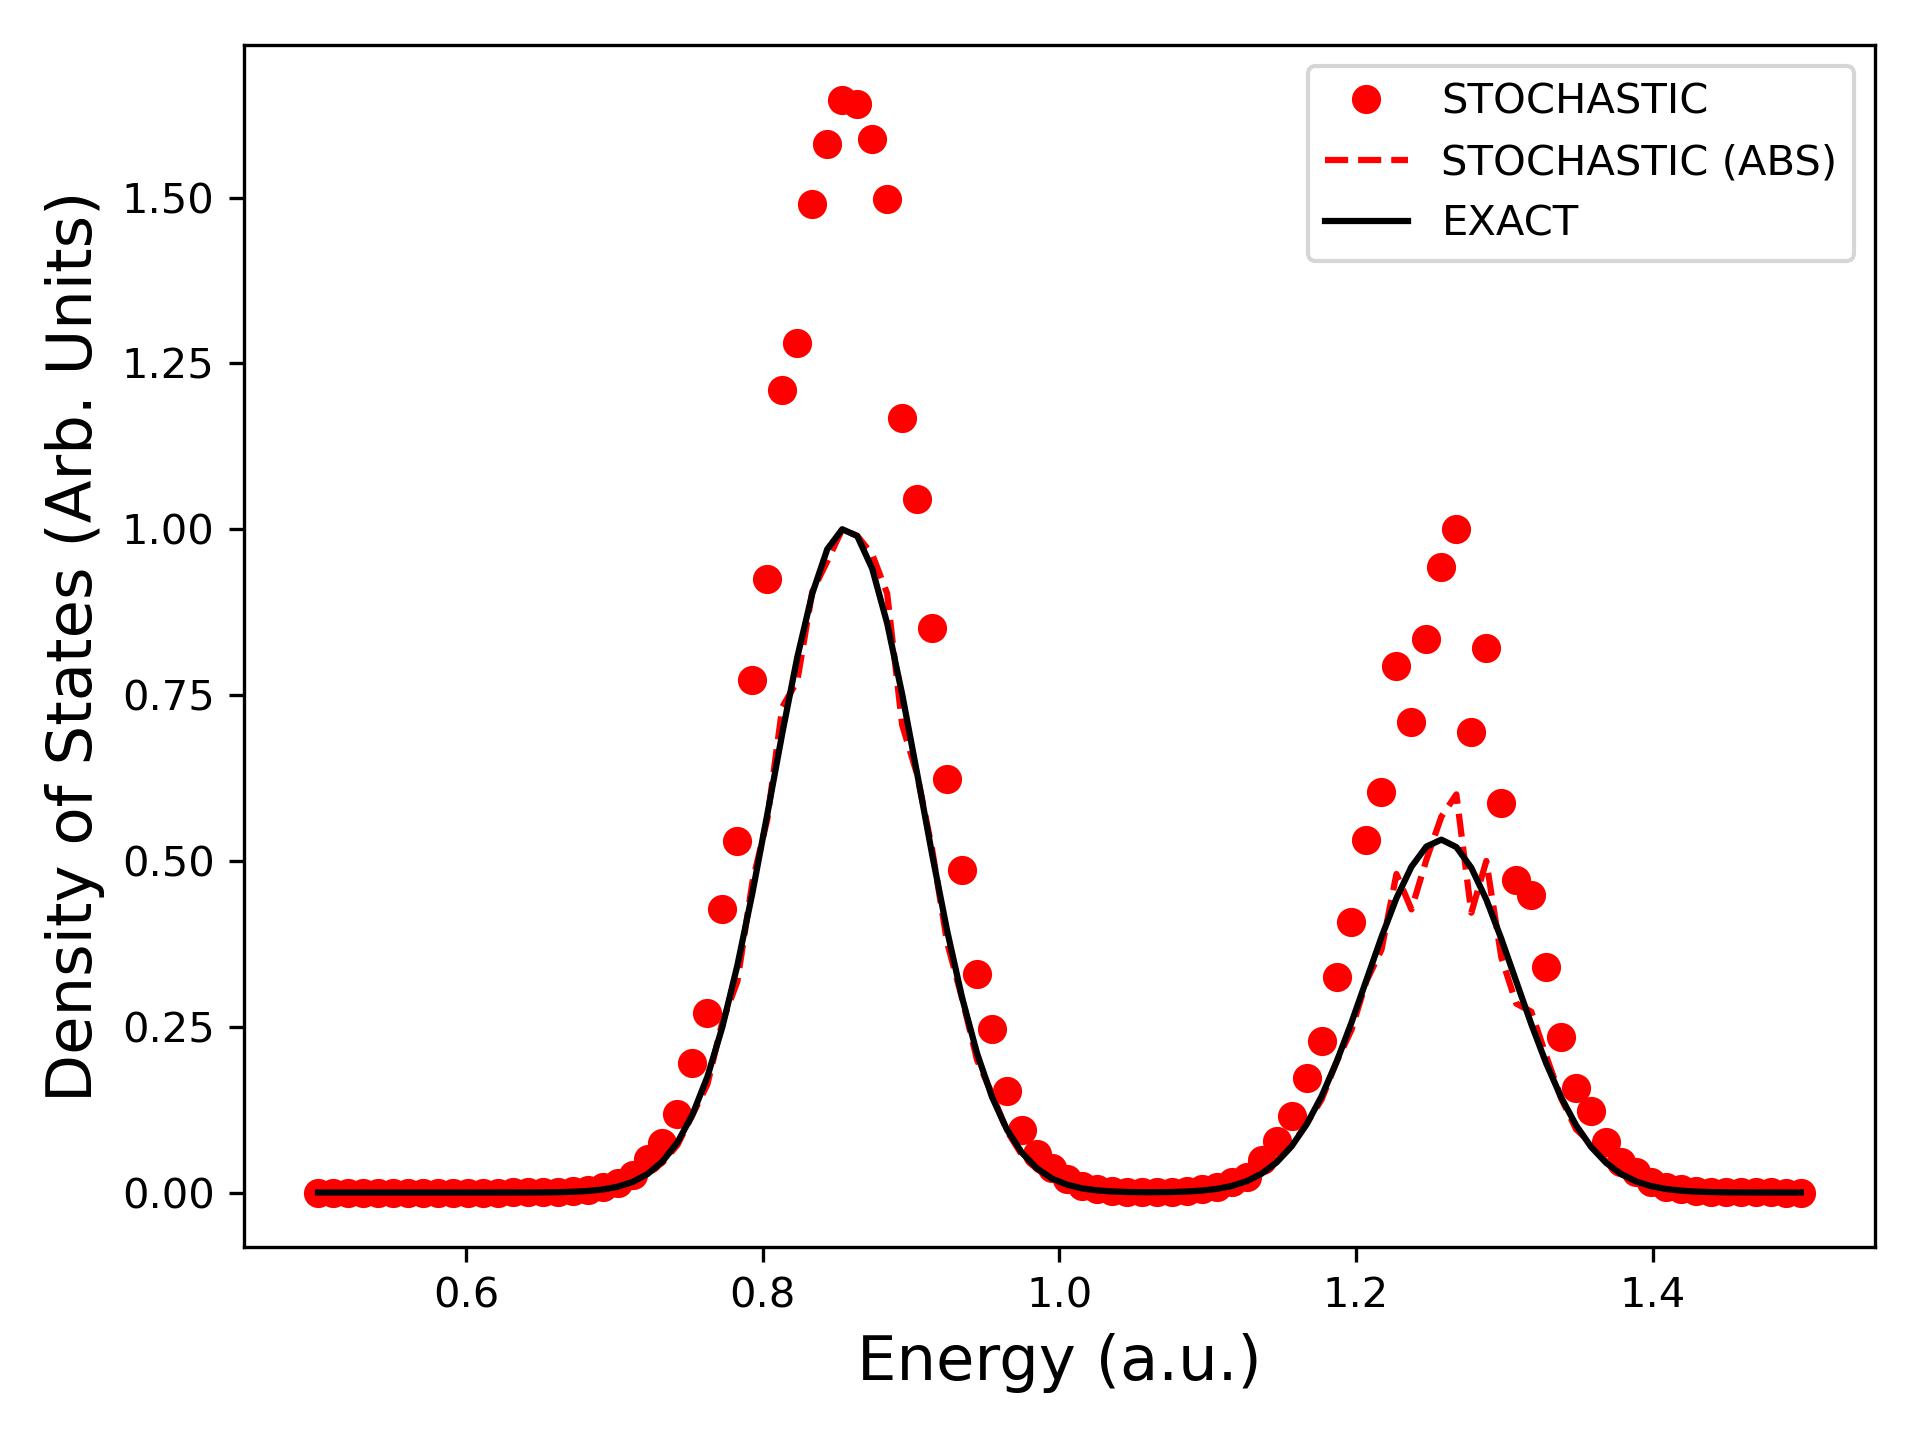 STOCHASTIC
STOCHASTIC (ABS)
EXACT
Density of States (Arb. Units)
1.50
1.25
1.00
0.75
0.50
0.25
0.00
0.6 0.8 1.0 1.2 1.4
Energy (a.u.)